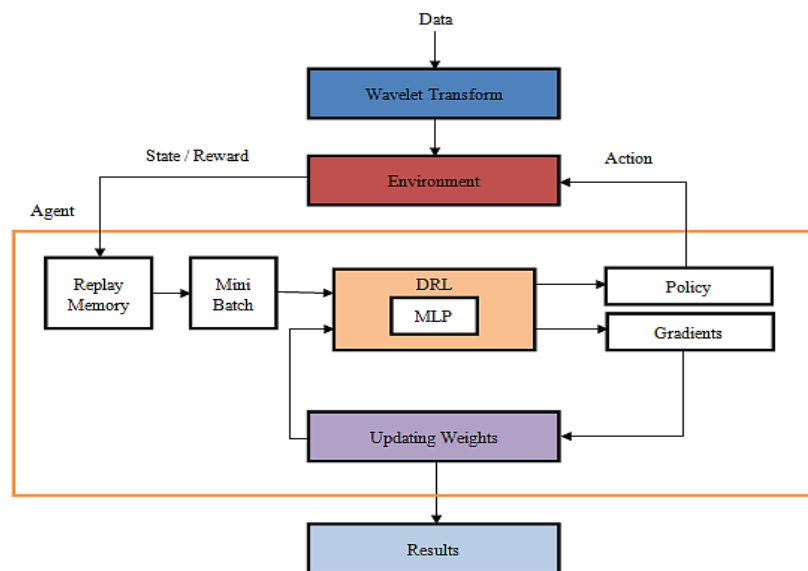 Data
Wavelet Transform
State / Reward
Action
Environment
Agent
Replay
Memory
Mini
Batch
DRL
MLP
Policy
Gradients
Updating Weights
Results